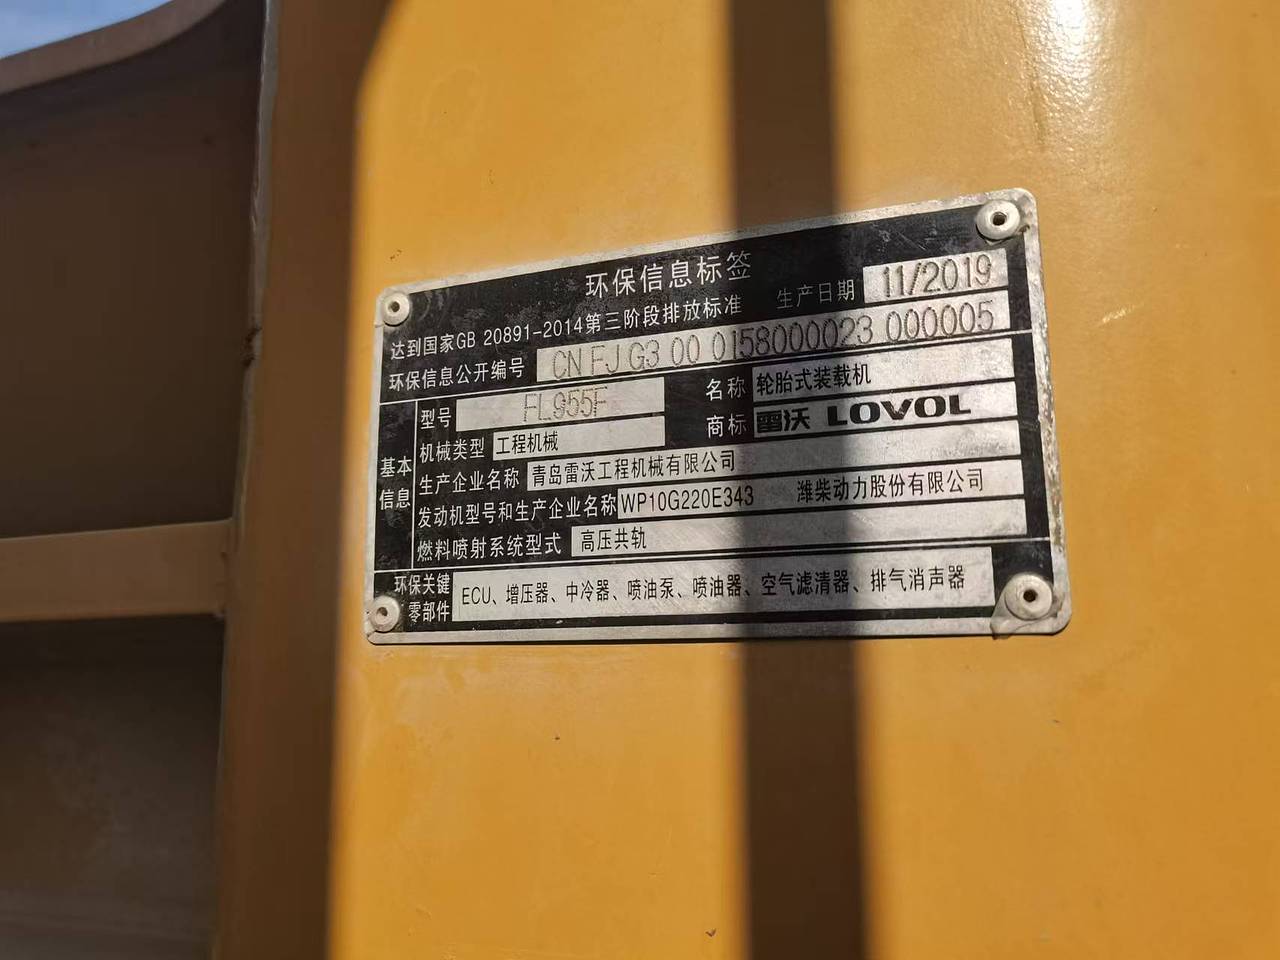 环保信息标签
达到国家GB 20891-2014第三阶段排放标准 生产日期 11/2019
环保信息公开编号 CN FJ G3 00 0158000023 000005
基本信息
型号 FL955F 名称 轮胎式装载机
机械类型 工程机械 商标 雷沃 LOVOL
生产企业名称 青岛雷沃工程机械有限公司
发动机型号和生产企业名称 WP10G220E343 潍柴动力股份有限公司
燃料喷射系统型式 高压共轨
环保关键零部件 ECU、增压器、中冷器、喷油泵、喷油器、空气滤清器、排气消声器